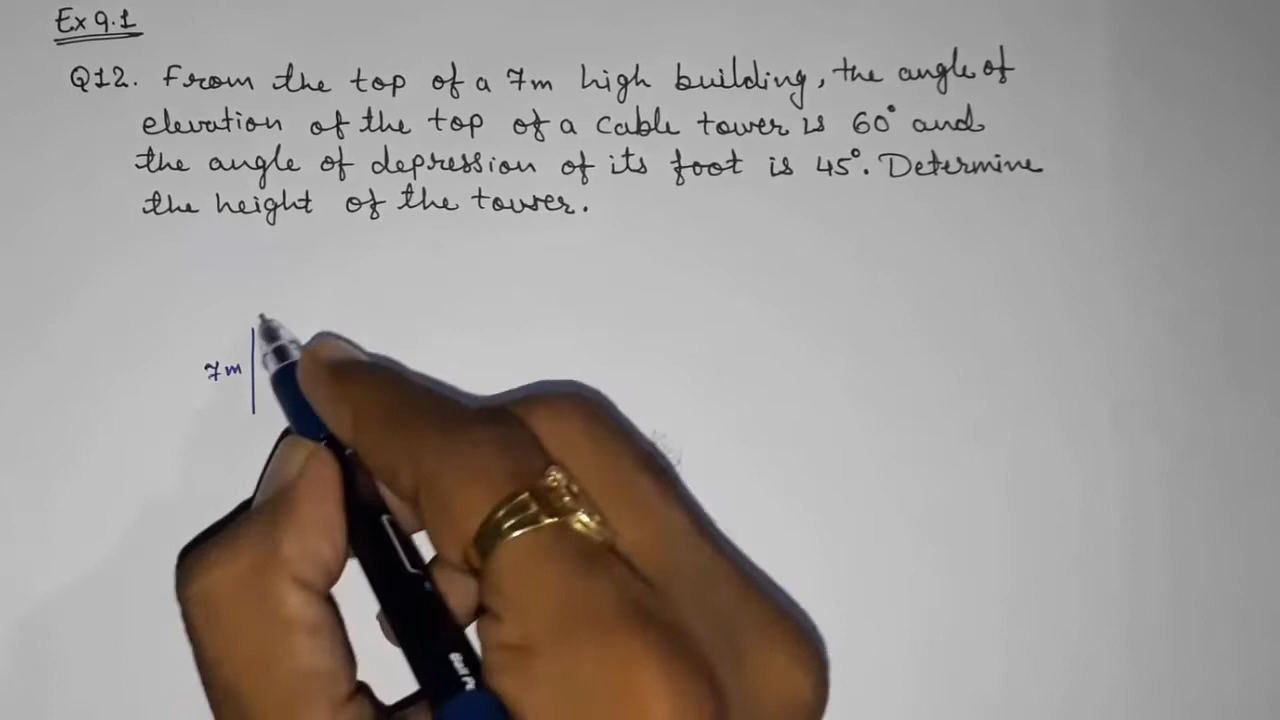 Ex 9.1
Q12. From the top of a 7m high building, the angle of
elevation of the top of a cable tower is 60° and
the angle of depression of its foot is 45°. Determine
the height of the tower.
7m